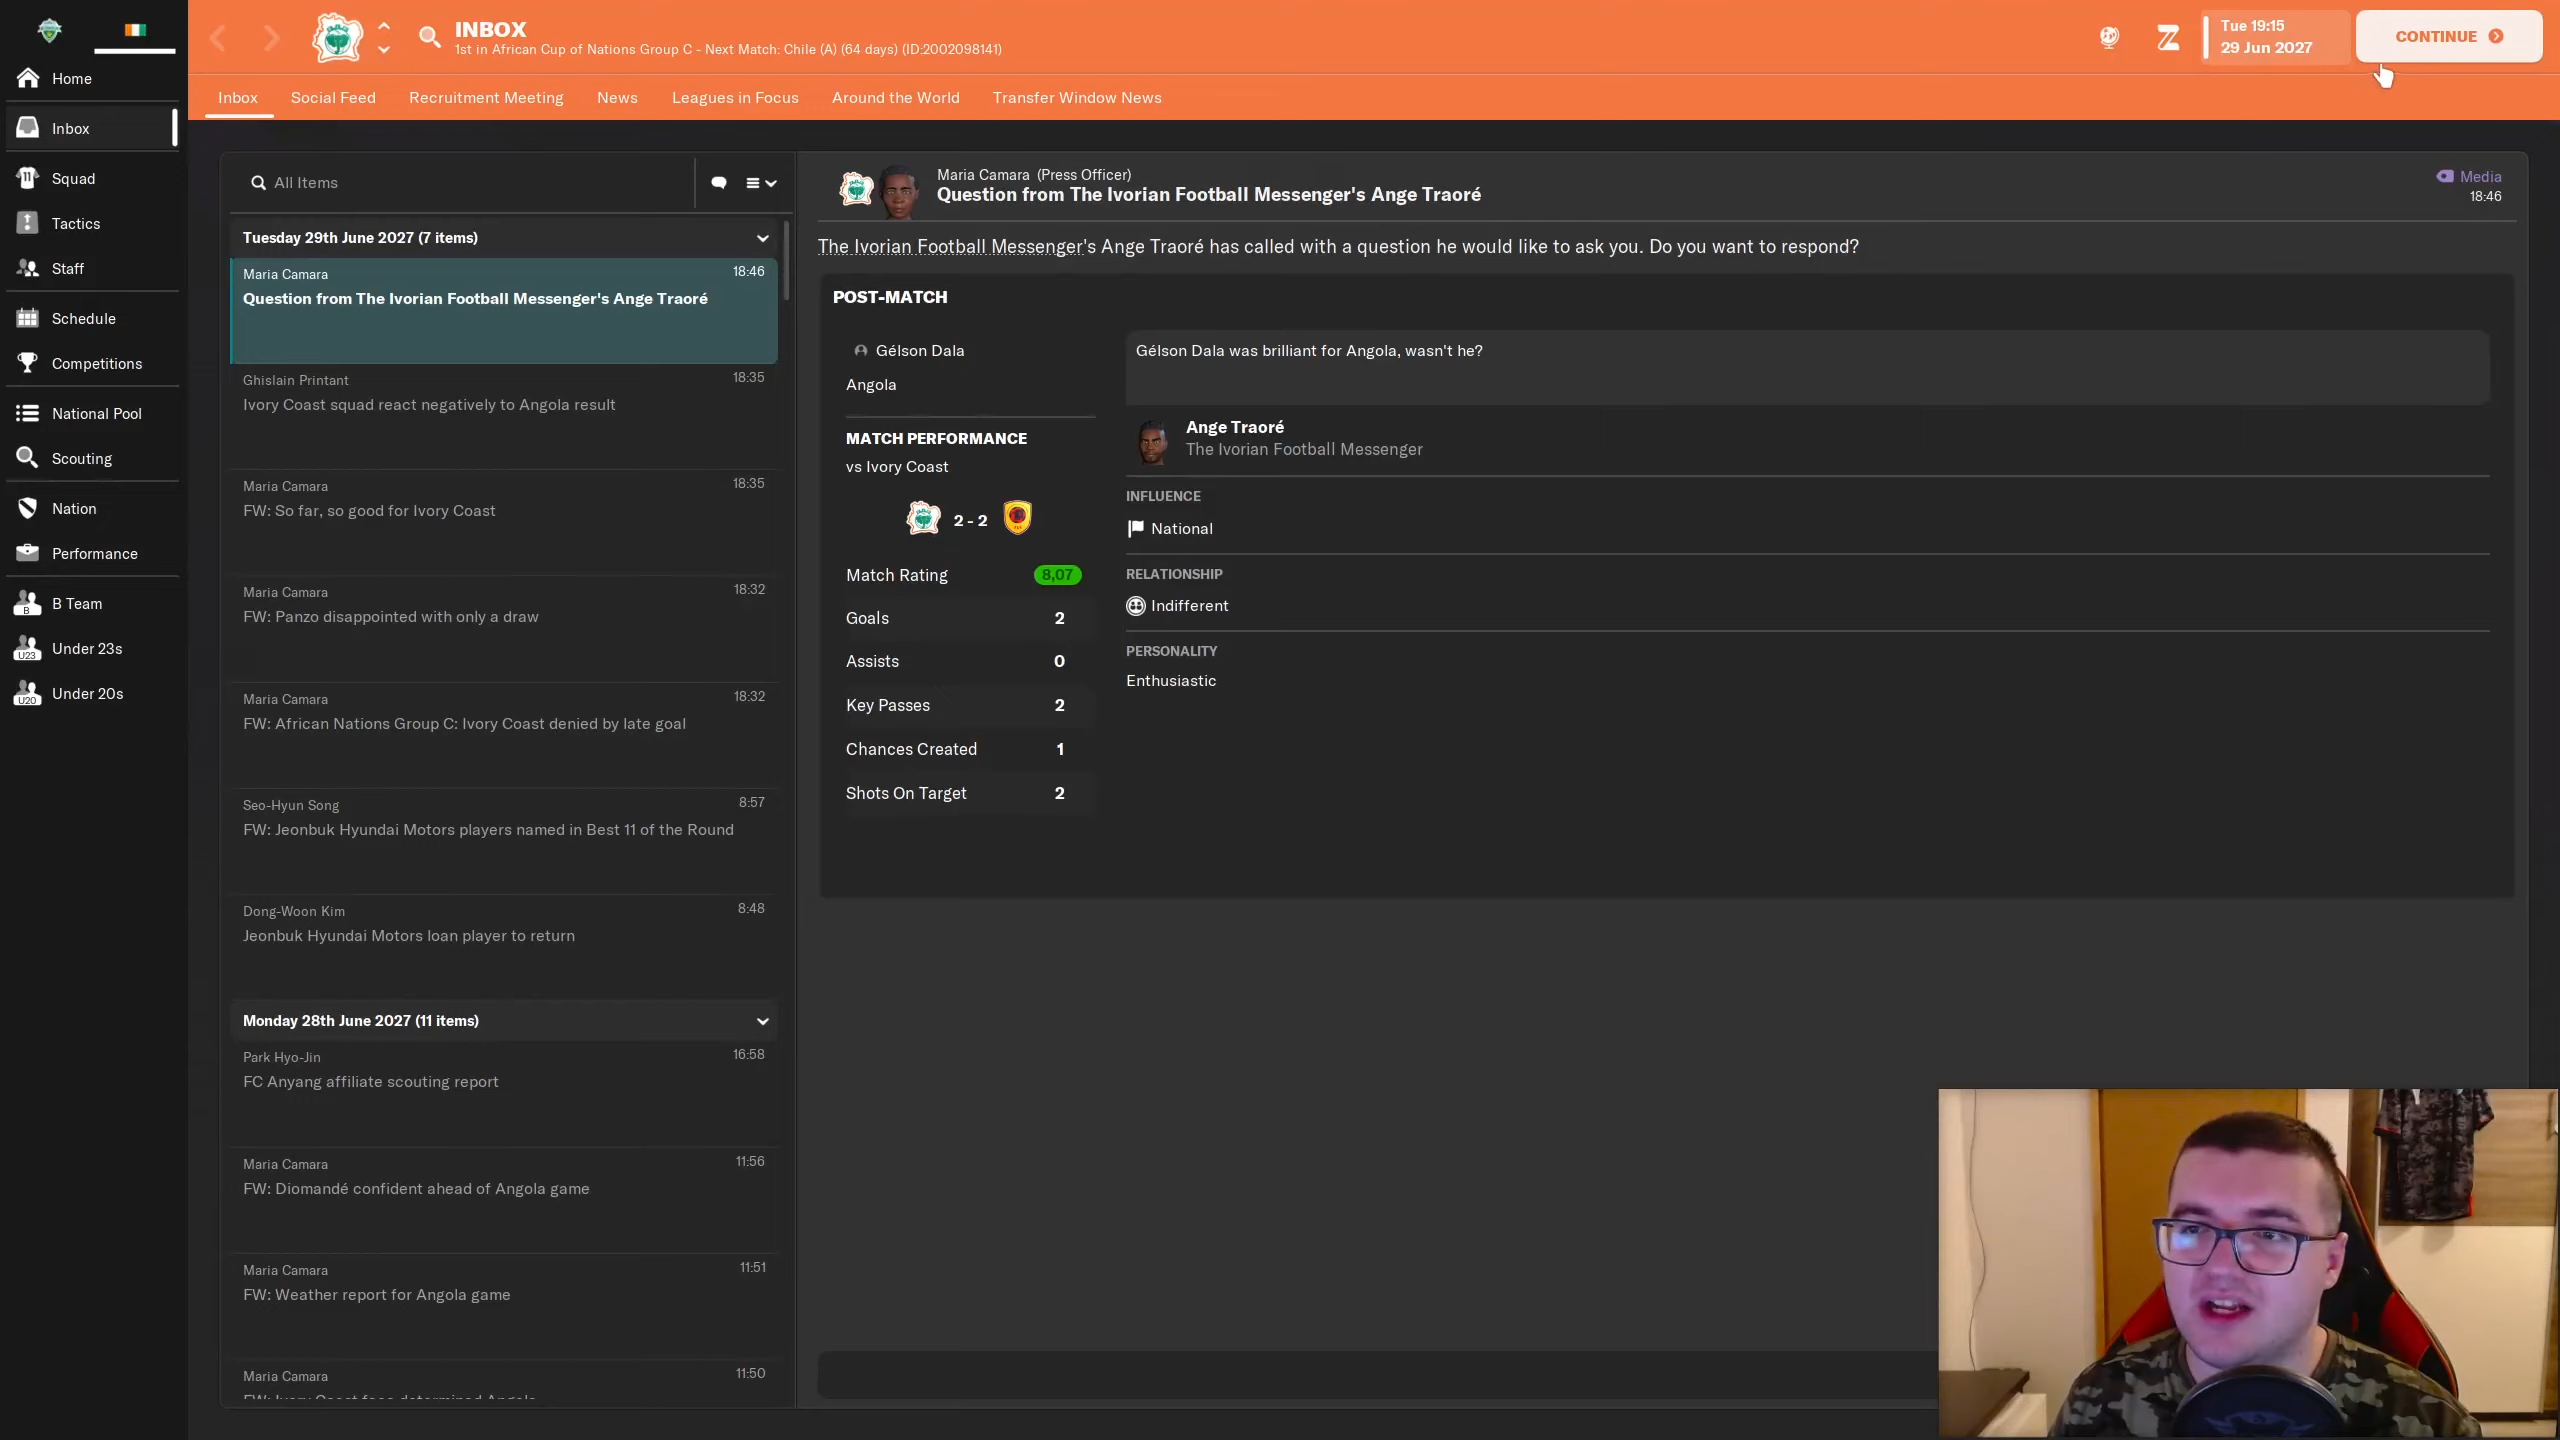 Home
Inbox
Squad
Tactics
Staff
Schedule
Competitions
National Pool
Scouting
Nation
Performance
B
B Team
U23
Under 23s
U20
Under 20s
INBOX
1st in African Cup of Nations Group C - Next Match: Chile (A) (64 days) (ID:2002098141)
Tue 19:15
29 Jun 2027
CONTINUE
Inbox
Social Feed
Recruitment Meeting
News
Leagues in Focus
Around the World
Transfer Window News
All Items
Tuesday 29th June 2027 (7 items)
Maria Camara 18:46
Question from The Ivorian Football Messenger's Ange Traoré
Ghislain Printant 18:35
Ivory Coast squad react negatively to Angola result
Maria Camara 18:35
FW: So far, so good for Ivory Coast
Maria Camara 18:32
FW: Panzo disappointed with only a draw
Maria Camara 18:32
FW: African Nations Group C: Ivory Coast denied by late goal
Seo-Hyun Song 8:57
FW: Jeonbuk Hyundai Motors players named in Best 11 of the Round
Dong-Woon Kim 8:48
Jeonbuk Hyundai Motors loan player to return
Monday 28th June 2027 (11 items)
Park Hyo-Jin 16:58
FC Anyang affiliate scouting report
Maria Camara 11:56
FW: Diomandé confident ahead of Angola game
Maria Camara 11:51
FW: Weather report for Angola game
Maria Camara 11:50
FW: Ivory Coast face determined Angola
Maria Camara (Press Officer)
Question from The Ivorian Football Messenger's Ange Traoré
Media
18:46
The Ivorian Football Messenger's Ange Traoré has called with a question he would like to ask you. Do you want to respond?
POST-MATCH
Gélson Dala
Angola
MATCH PERFORMANCE
vs Ivory Coast
2 - 2
Match Rating 8,07
Goals 2
Assists 0
Key Passes 2
Chances Created 1
Shots On Target 2
Gélson Dala was brilliant for Angola, wasn't he?
Ange Traoré
The Ivorian Football Messenger
INFLUENCE
National
RELATIONSHIP
Indifferent
PERSONALITY
Enthusiastic